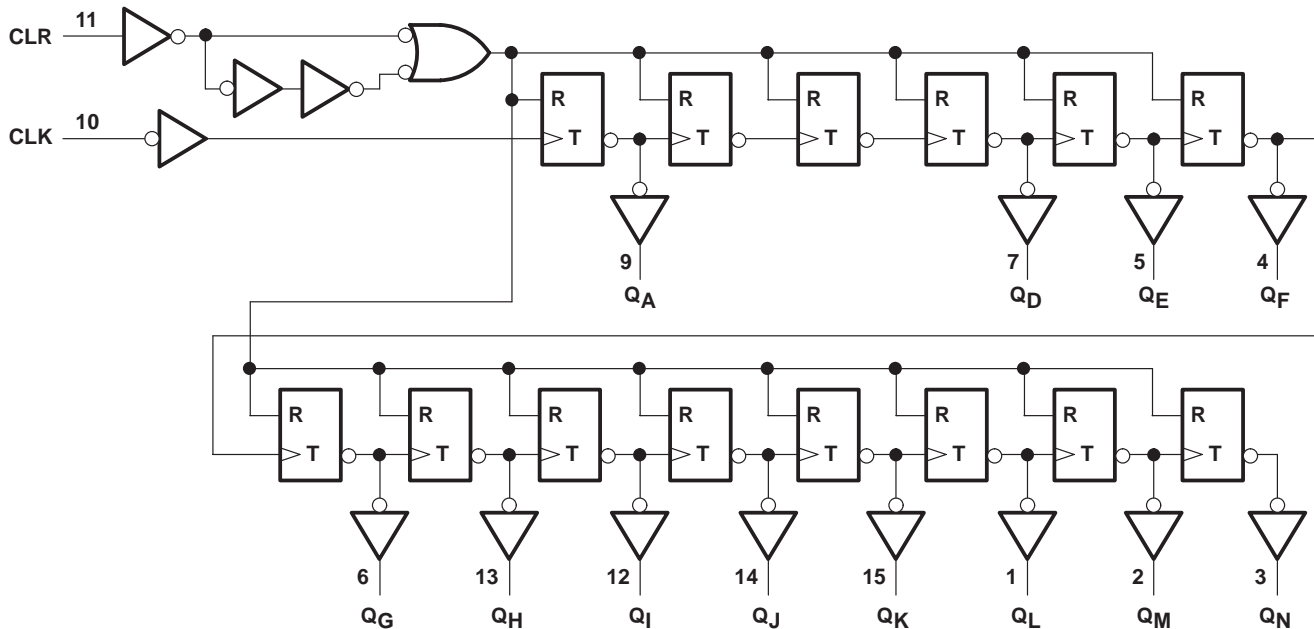 11
CLR
CLK
10
R R R R R R
T T T T T T
9 7 5 4
QA QD QE QF
R R R R R R R R
T T T T T T T T
6 13 12 14 15 1 2 3
QG QH QI QJ QK QL QM QN